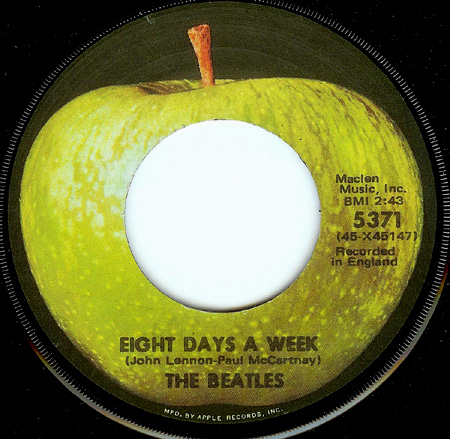 Maclen
Music, Inc.
BMI 2:43
5371
(45-X45147)
Recorded
in England
EIGHT DAYS A WEEK
(John Lennon-Paul McCartney)
THE BEATLES
MFD. BY APPLE RECORDS, INC.